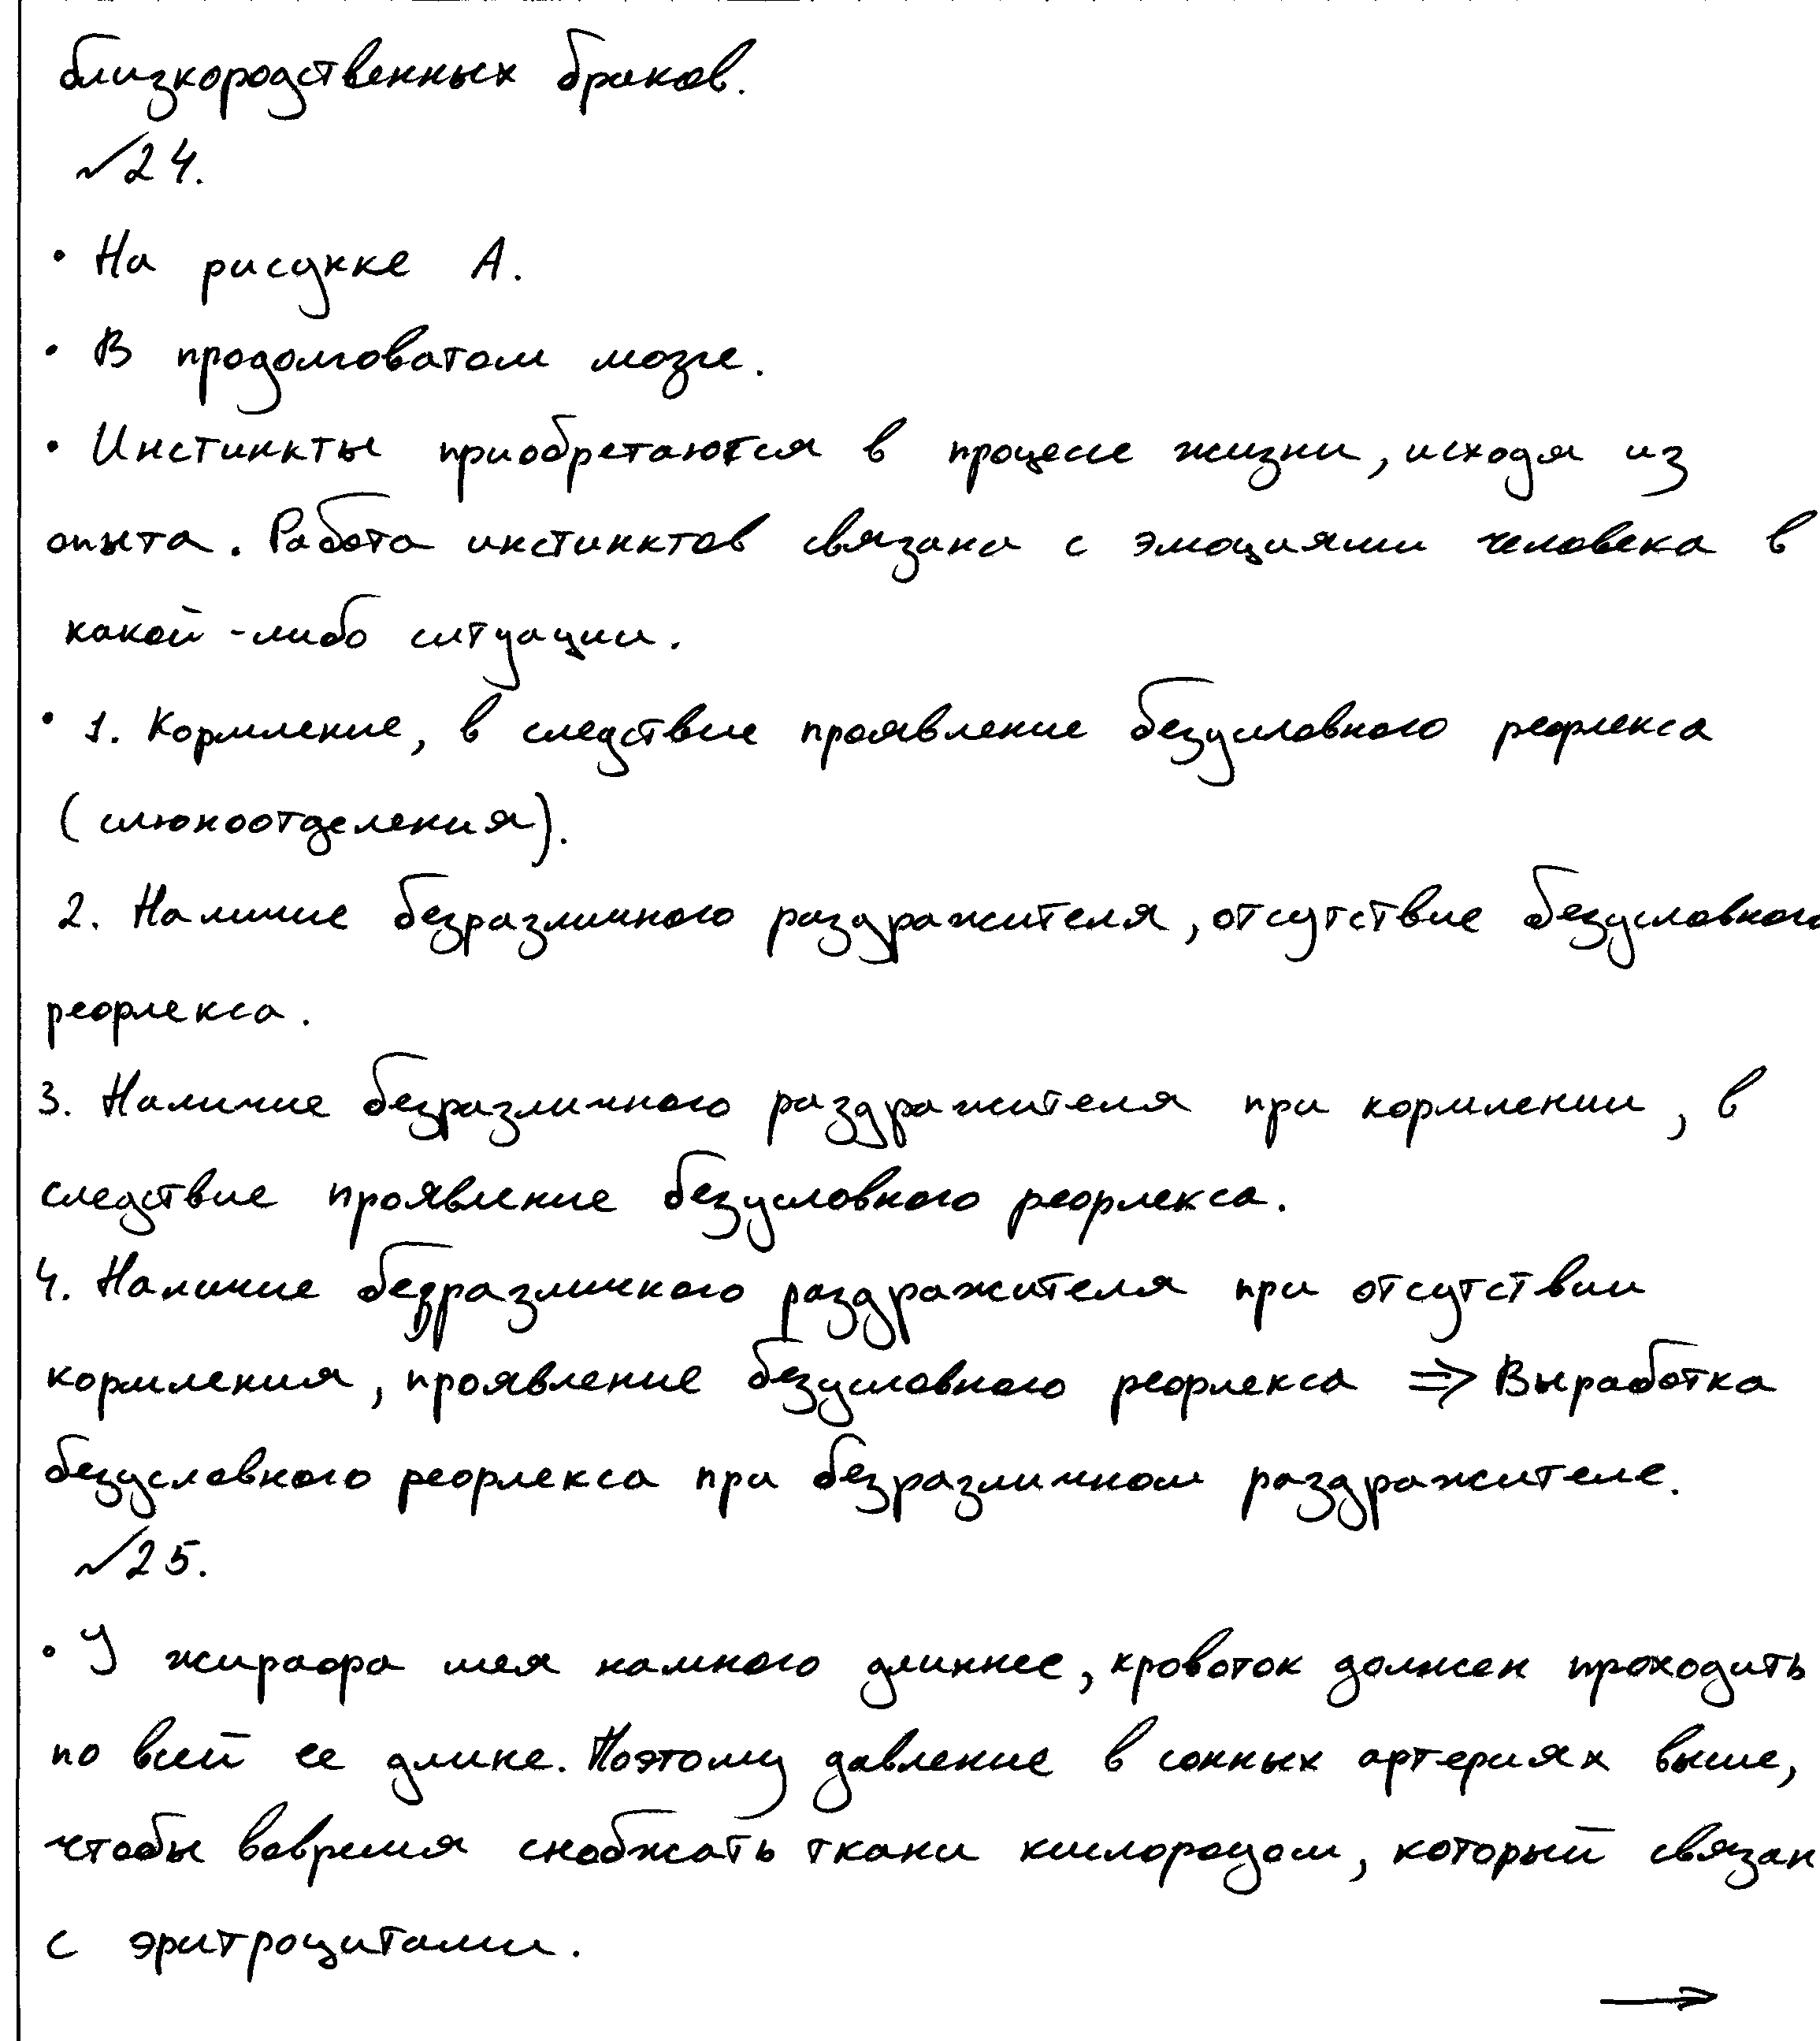 близкородственных браков.
№24.
• На рисунке А.
• В продолговатом мозге.
• Инстинкты приобретаются в процессе жизни, исходя из
опыта. Работа инстинктов связана с эмоциями человека в
какой-либо ситуации.
• 1. Кормление, в следствие проявление безусловного рефлекса
(слюноотделения).
2. Наличие безразличного раздражителя, отсутствие безусловного
рефлекса.
3. Наличие безразличного раздражителя при кормлении, в
следствие проявление безусловного рефлекса.
4. Наличие безразличного раздражителя при отсутствии
кормления, проявление безусловного рефлекса => Выработка
безусловного рефлекса при безразличном раздражителе.
№25.
• У жирафа шея намного длиннее, кровоток должен проходить
по всей ее длине. Поэтому давление в сонных артериях выше,
чтобы вовремя снабжать ткани кислородом, который связан
с эритроцитами.